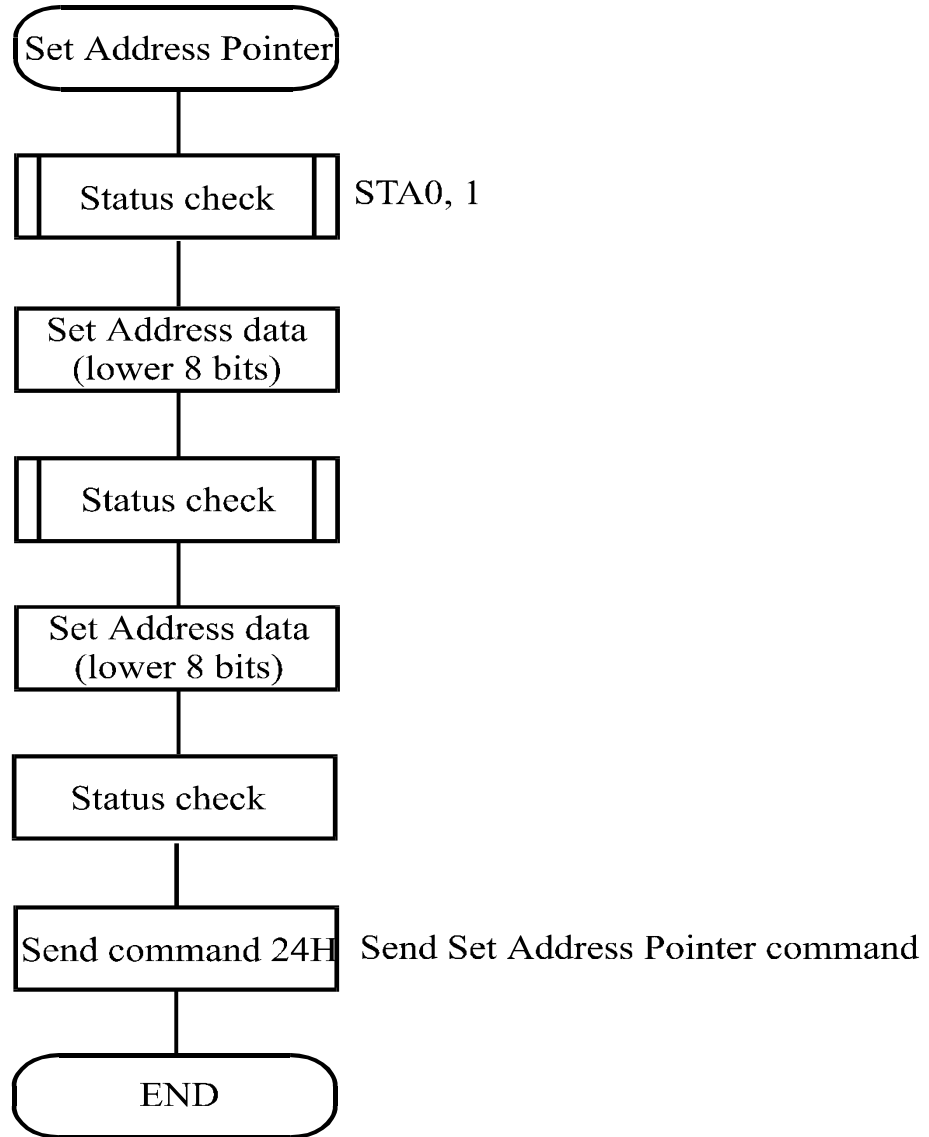 Set Address Pointer
Status check
STA0, 1
Set Address data
(lower 8 bits)
Status check
Set Address data
(lower 8 bits)
Status check
Send command 24H
Send Set Address Pointer command
END